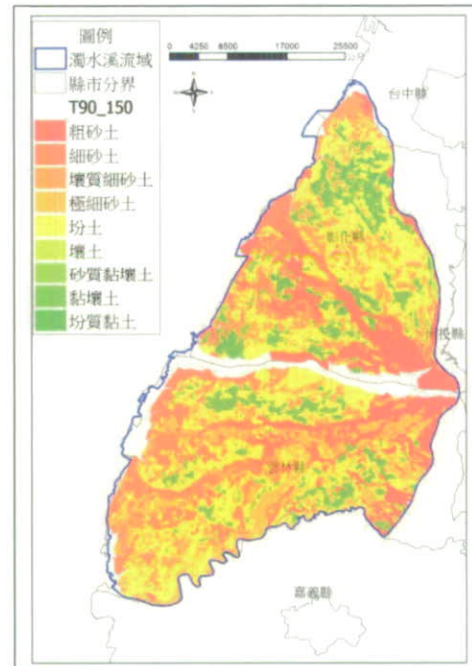 圖例
濁水溪流域
縣市分界
T90_150
粗砂土
細砂土
壤質細砂土
極細砂土
坋土
壤土
砂質黏壤土
黏壤土
坋質黏土
0 4250 8500 17000 25500
公尺
台中縣
彰化縣
南投縣
雲林縣
嘉義縣